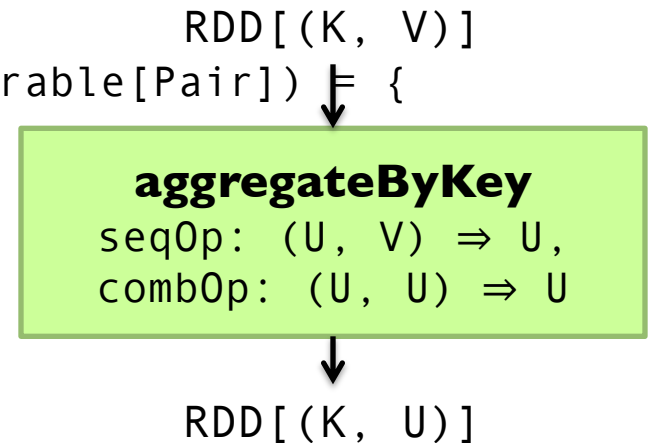 RDD[(K, V)]
rable[Pair]) = {
aggregateByKey
seqOp: (U, V) ⇒ U,
combOp: (U, U) ⇒ U
RDD[(K, U)]